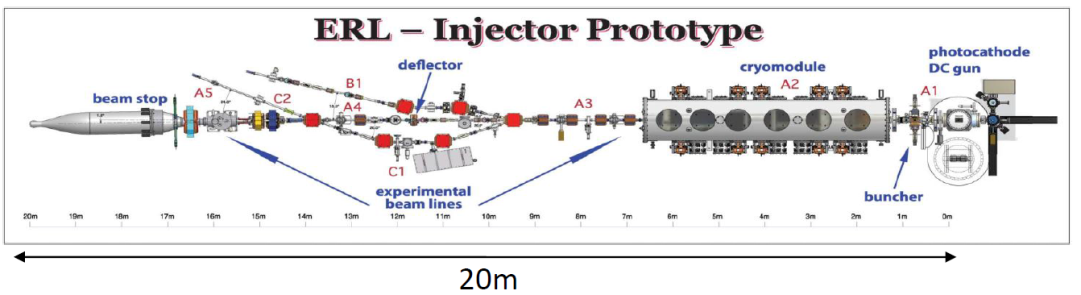 ERL – Injector Prototype
photocathode
DC gun
deflector
cryomodule
beam stop
A5
C2
B1
A4
A3
A2
A1
C1
experimental
beam lines
buncher
20m 19m 18m 17m 16m 15m 14m 13m 12m 11m 10m 9m 8m 7m 6m 5m 4m 3m 2m 1m 0m
20m